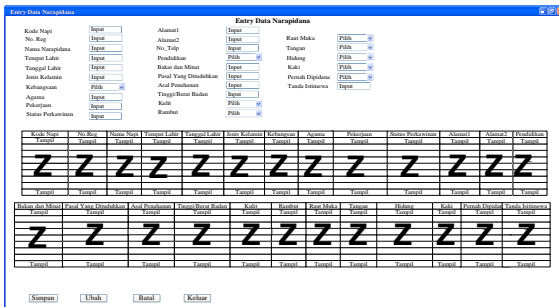 Entry Data Narapidana
Entry Data Narapidana
Kode Napi Input Alamat1 Input
No. Reg Input Alamat2 Input Raut Muka Pilih
Nama Narapidana Input No_Telp Input Tangan Pilih
Tempat Lahir Input Pendidikan Pilih Hidung Pilih
Tanggal Lahir Input Bakat dan Minat Input Kaki Pilih
Jenis Kelamin Input Pasal Yang Dituduhkan Input Pernah Dipidana Pilih
Kebangsaan Pilih Asal Penahanan Input Tanda Istimewa Input
Agama Input Tinggi/Berat Badan Input
Pekerjaan Input Kulit Pilih
Status Perkawinan Input Rambut Pilih
Kode Napi No.Reg Nama Napi Tempat Lahir Tanggal Lahir Jenis Kelamin Kebangsan Agama Pekerjaan Status Perkawinan Alamat1 Alamat2 Pendidikan
Tampil Tampil Tampil Tampil Tampil Tampil Tampil Tampil Tampil Tampil Tampil Tampil Tampil
Z Z Z Z Z Z Z Z Z Z Z Z Z
Tampil Tampil Tampil Tampil Tampil Tampil Tampil Tampil Tampil Tampil Tampil Tampil Tampil
Bakan dan Minat Pasal Yang Dituduhkan Asal Penahanan Tinggi/Berat Badan Kulit Rambut Raut Muka Tangan Hidung Kaki Pernah Dipidan Tanda Istimewa
Tampil Tampil Tampil Tampil Tampil Tampil Tampil Tampil Tampil Tampil Tampil Tampil
Z Z Z Z Z Z Z Z Z Z Z Z
Tampil Tampil Tampil Tampil Tampil Tampil Tampil Tampil Tampil Tampil Tampil Tampil
Simpan Ubah Batal Keluar